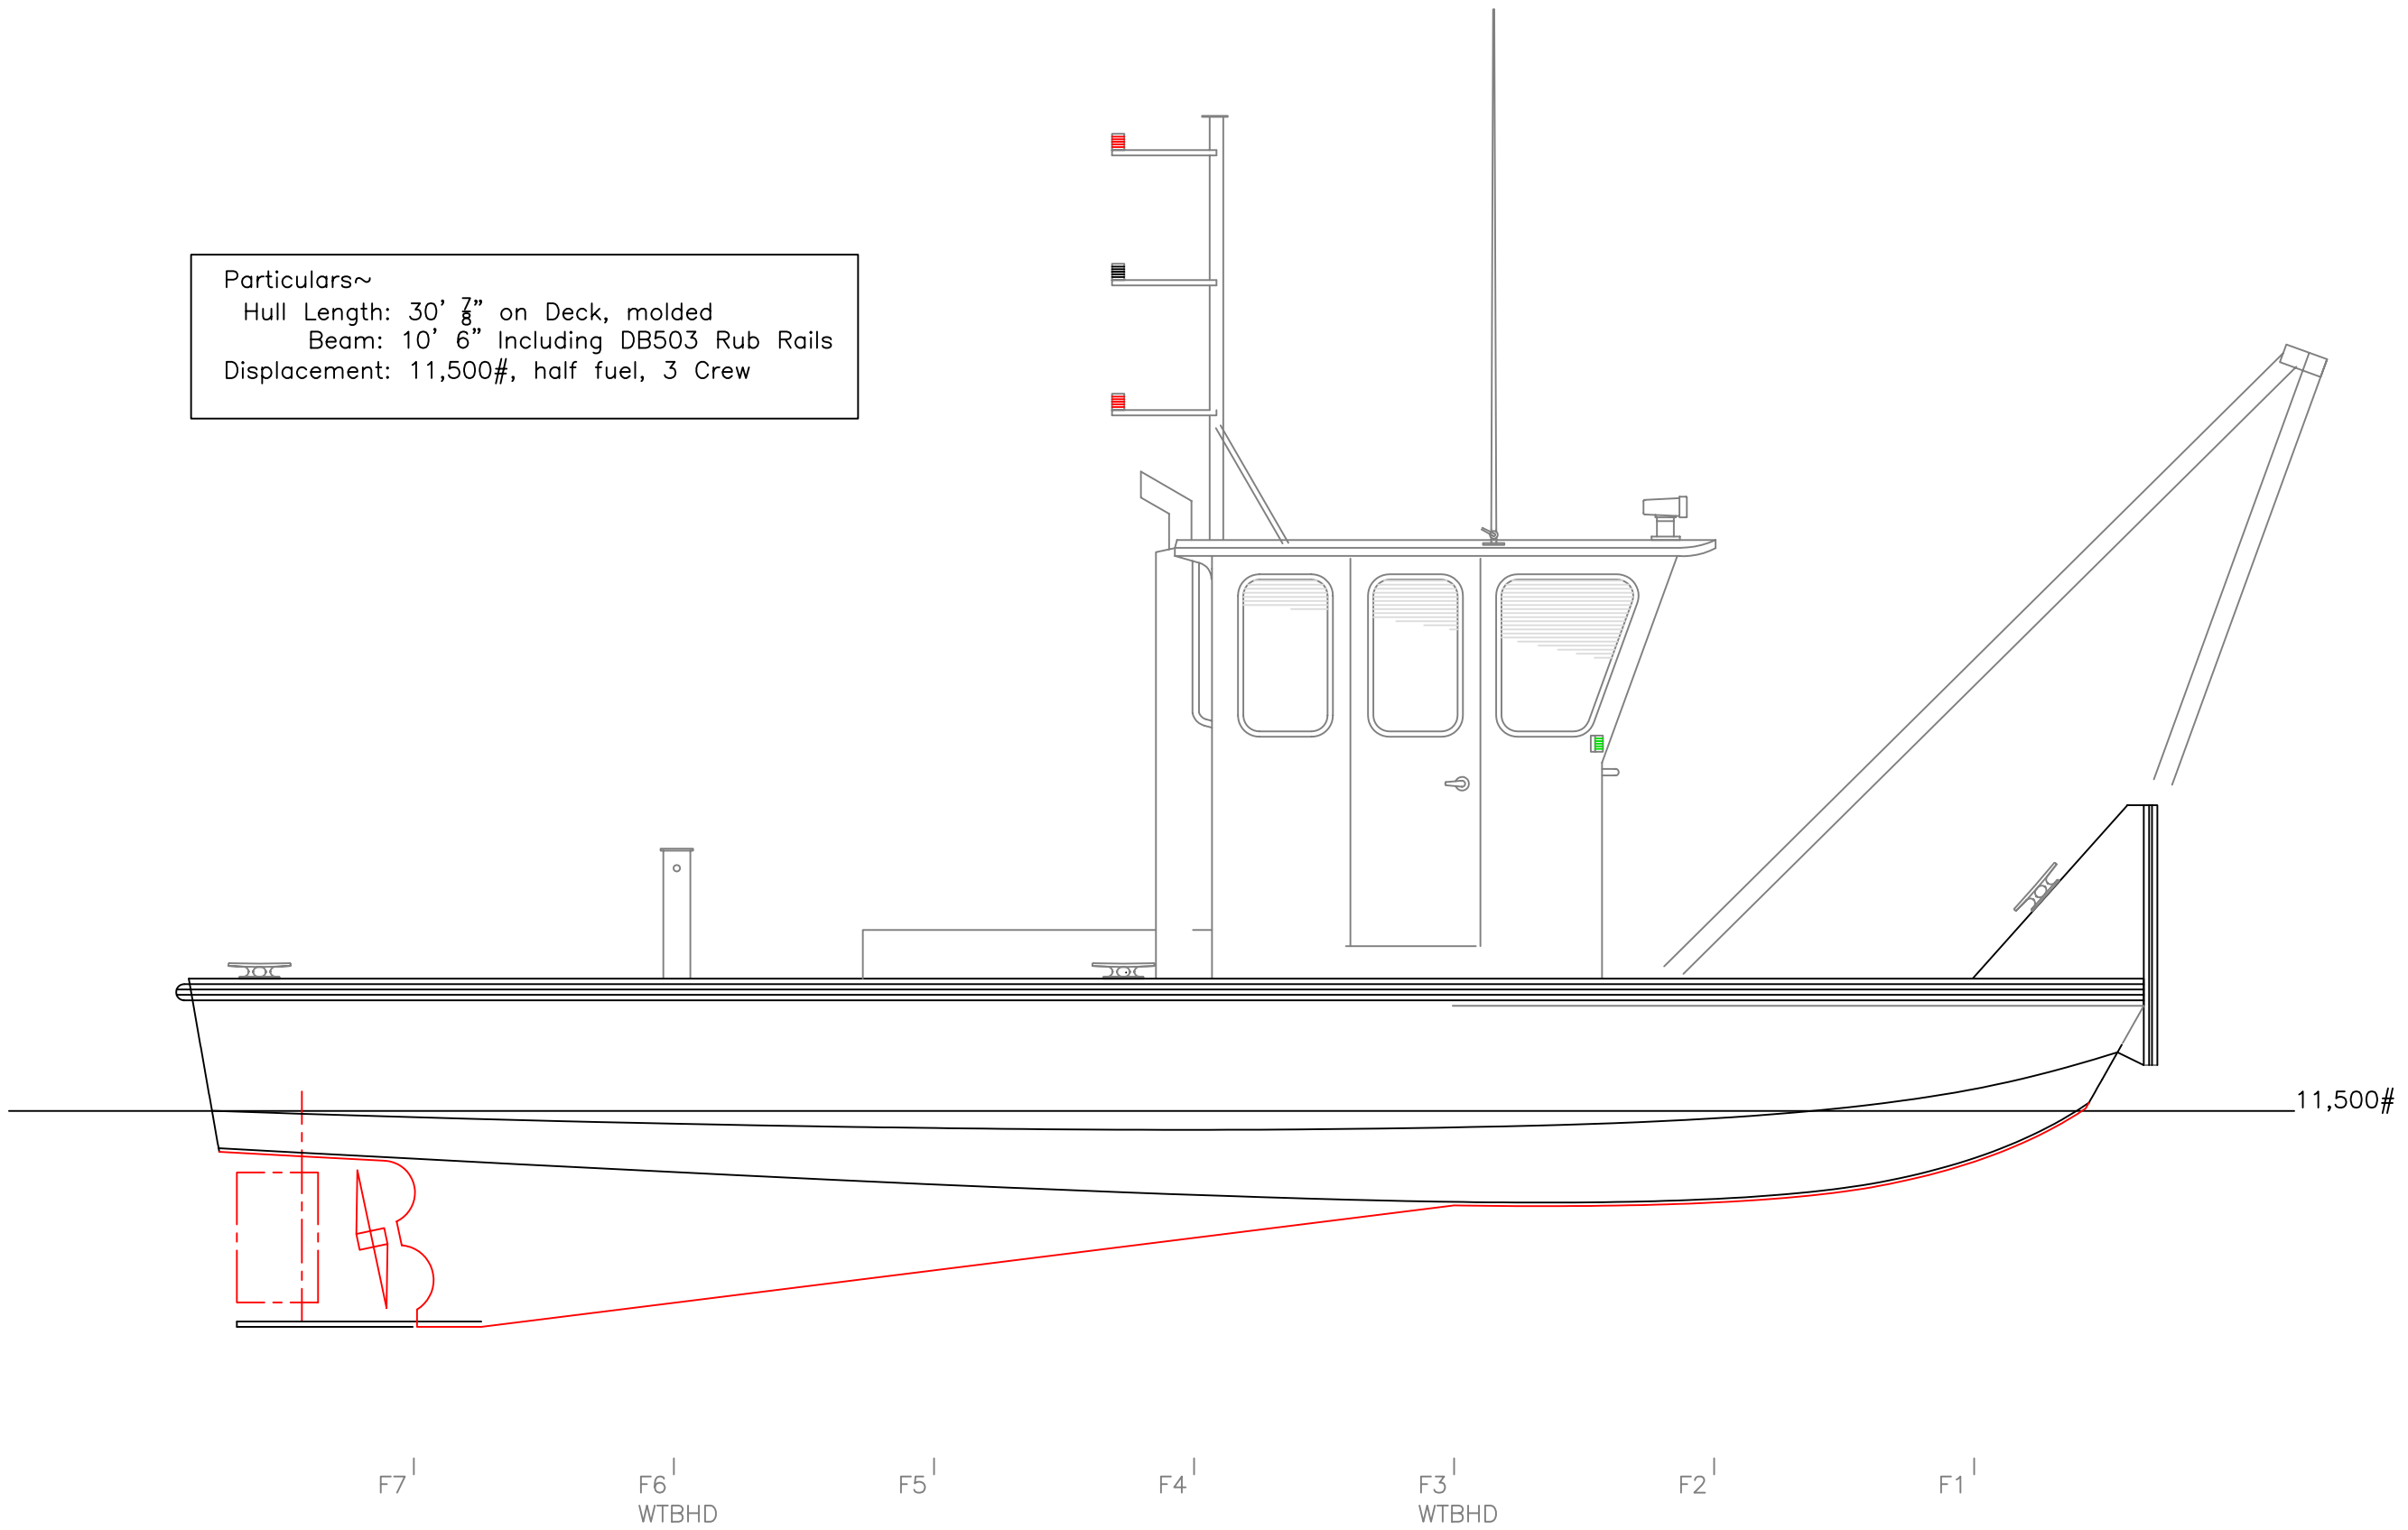 Particulars~
Hull Length: 30' 7/8" on Deck, molded
Beam: 10' 6" Including DB503 Rub Rails
Displacement: 11,500#, half fuel, 3 Crew
11,500#
F7 F6 F5 F4 F3 F2 F1
WTBHD WTBHD